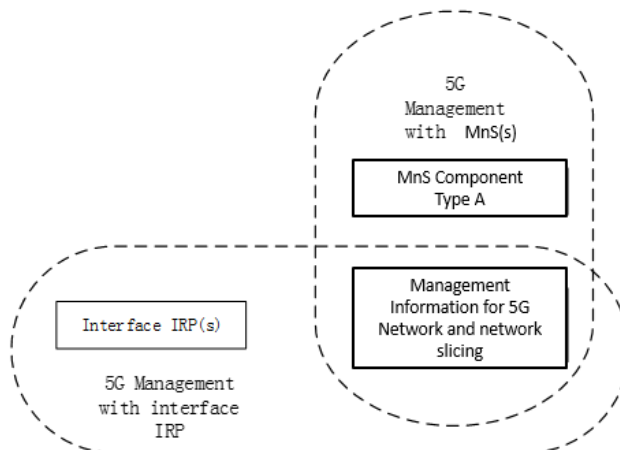 5G
Management
with MnS(s)
MnS Component
Type A
Management
Information for 5G
Network and network
slicing
Interface IRP(s)
5G Management
with interface
IRP